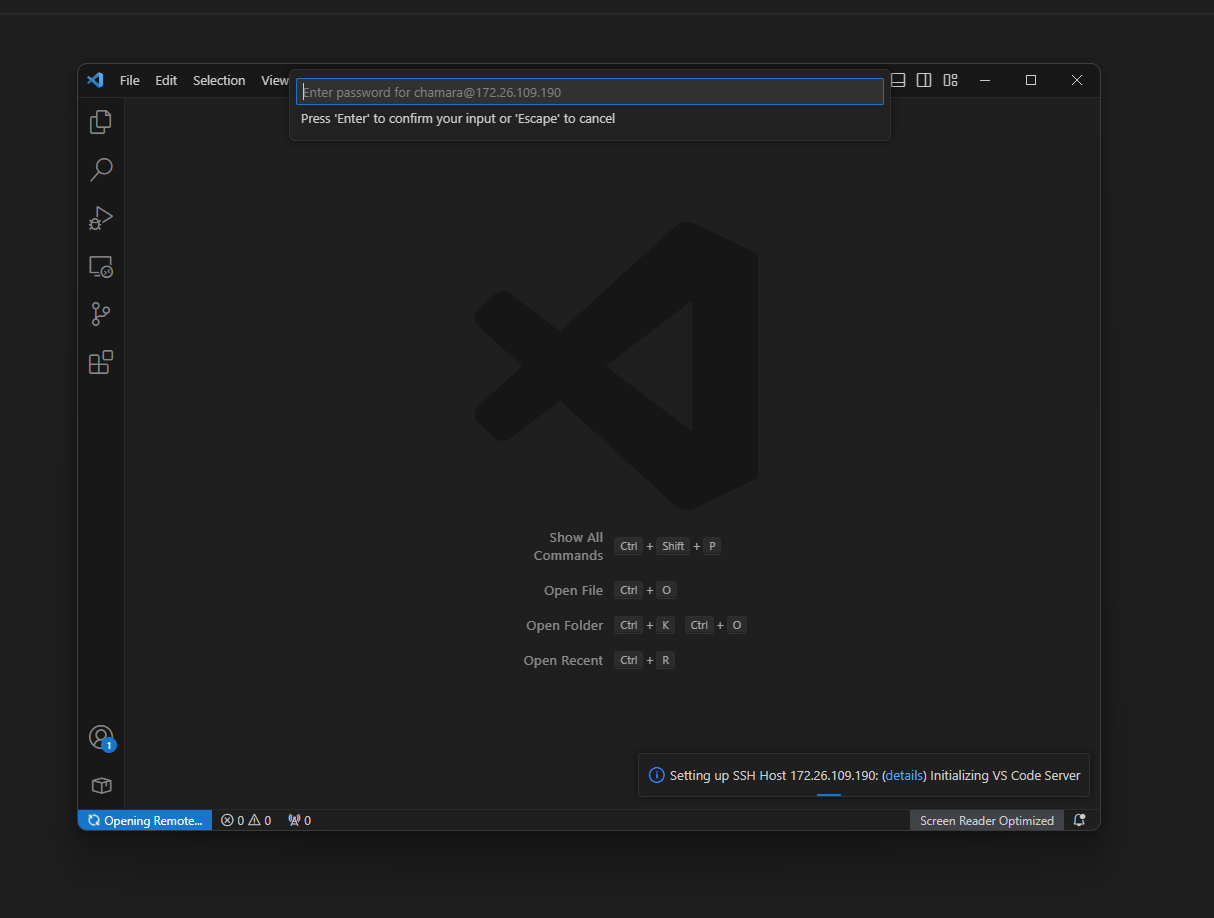 File Edit Selection View
Enter password for chamara@172.26.109.190
Press 'Enter' to confirm your input or 'Escape' to cancel
Show All
Commands
Ctrl + Shift + P
Open File Ctrl + O
Open Folder Ctrl + K Ctrl + O
Open Recent Ctrl + R
1
Setting up SSH Host 172.26.109.190: (details) Initializing VS Code Server
Opening Remote... 0 0 0 Screen Reader Optimized